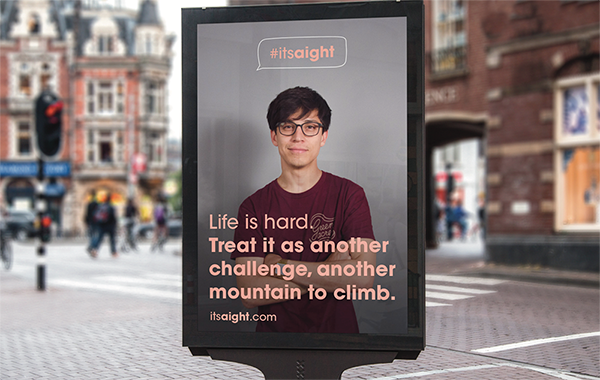 #itsaight
Life is hard.
Treat it as another
challenge, another
mountain to climb.
itsaight.com